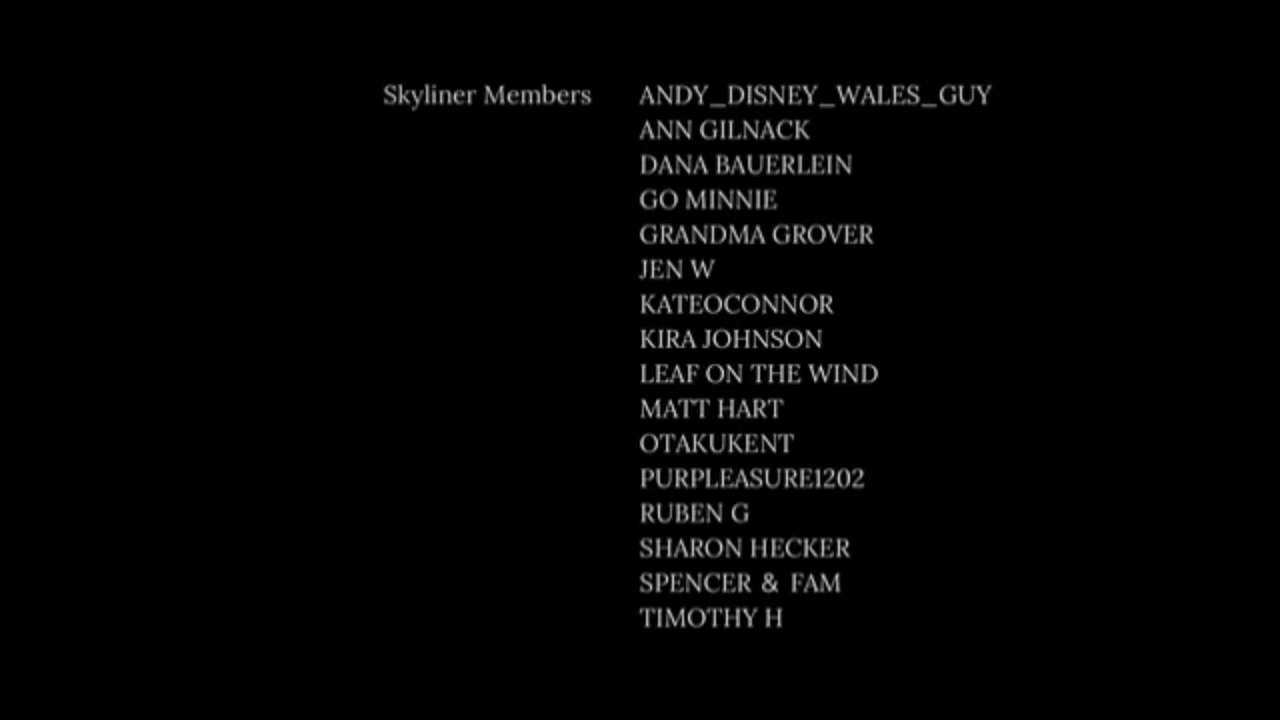 Skyliner Members ANDY_DISNEY_WALES_GUY
ANN GILNACK
DANA BAUERLEIN
GO MINNIE
GRANDMA GROVER
JEN W
KATEOCONNOR
KIRA JOHNSON
LEAF ON THE WIND
MATT HART
OTAKUKENT
PURPLEASURE1202
RUBEN G
SHARON HECKER
SPENCER & FAM
TIMOTHY H